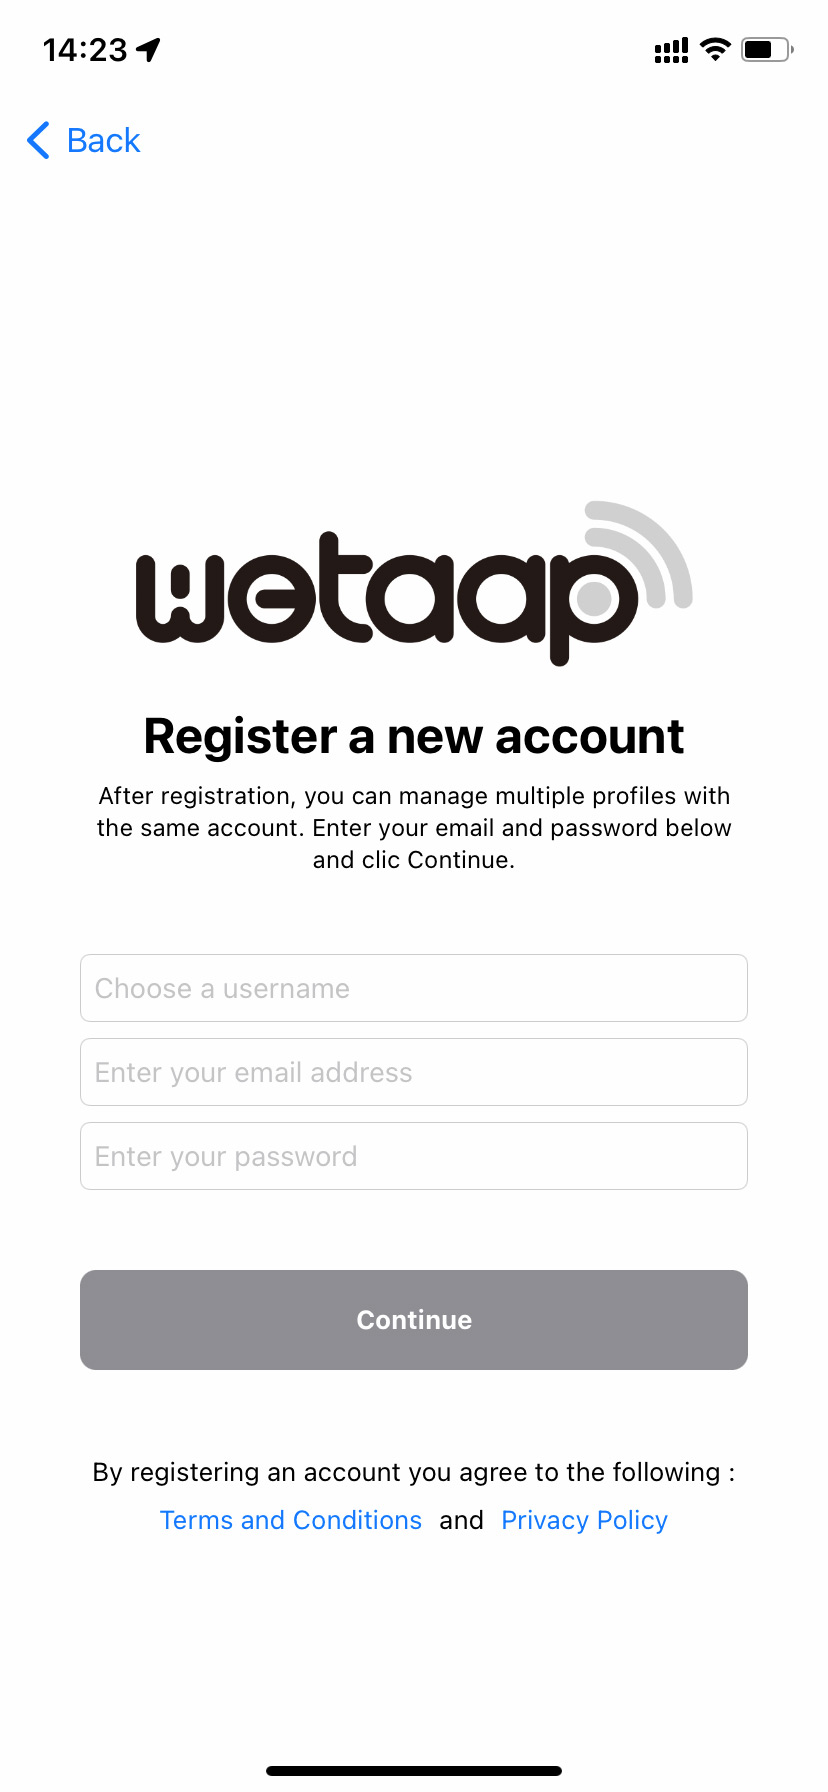 14:23
Back
wetaap
Register a new account
After registration, you can manage multiple profiles with
the same account. Enter your email and password below
and clic Continue.
Choose a username
Enter your email address
Enter your password
Continue
By registering an account you agree to the following :
Terms and Conditions and Privacy Policy